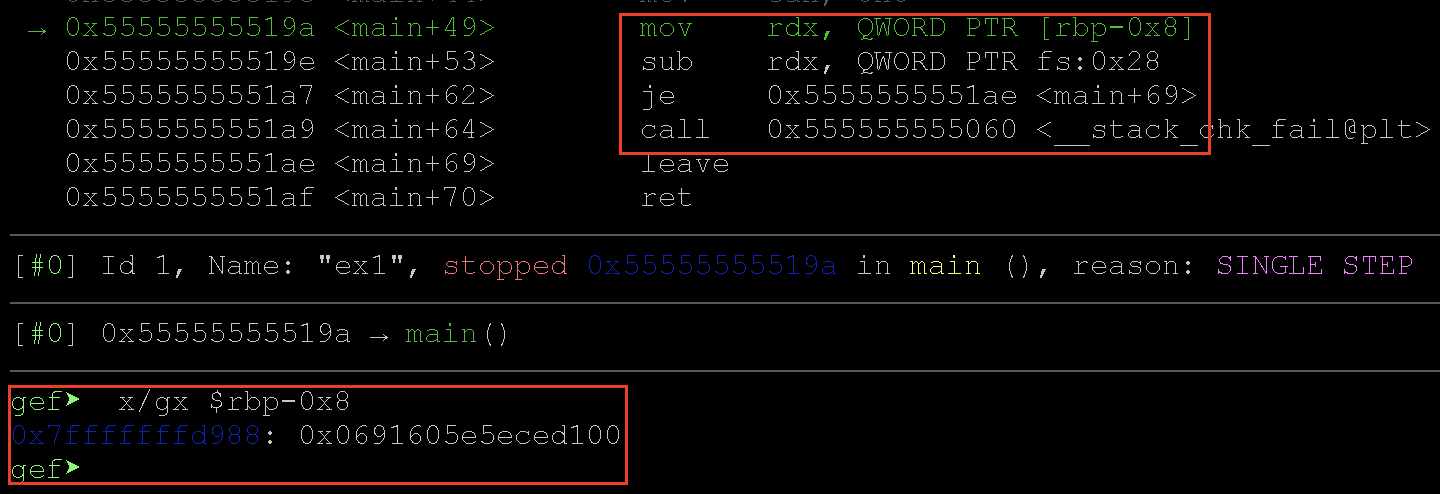 → 0x55555555519a <main+49> mov rdx, QWORD PTR [rbp-0x8]
0x55555555519e <main+53> sub rdx, QWORD PTR fs:0x28
0x5555555551a7 <main+62> je 0x5555555551ae <main+69>
0x5555555551a9 <main+64> call 0x555555555060 <__stack_chk_fail@plt>
0x5555555551ae <main+69> leave
0x5555555551af <main+70> ret
[#0] Id 1, Name: "ex1", stopped 0x55555555519a in main (), reason: SINGLE STEP
[#0] 0x55555555519a → main()
gef➤ x/gx $rbp-0x8
0x7fffffffd988: 0x0691605e5eced100
gef➤